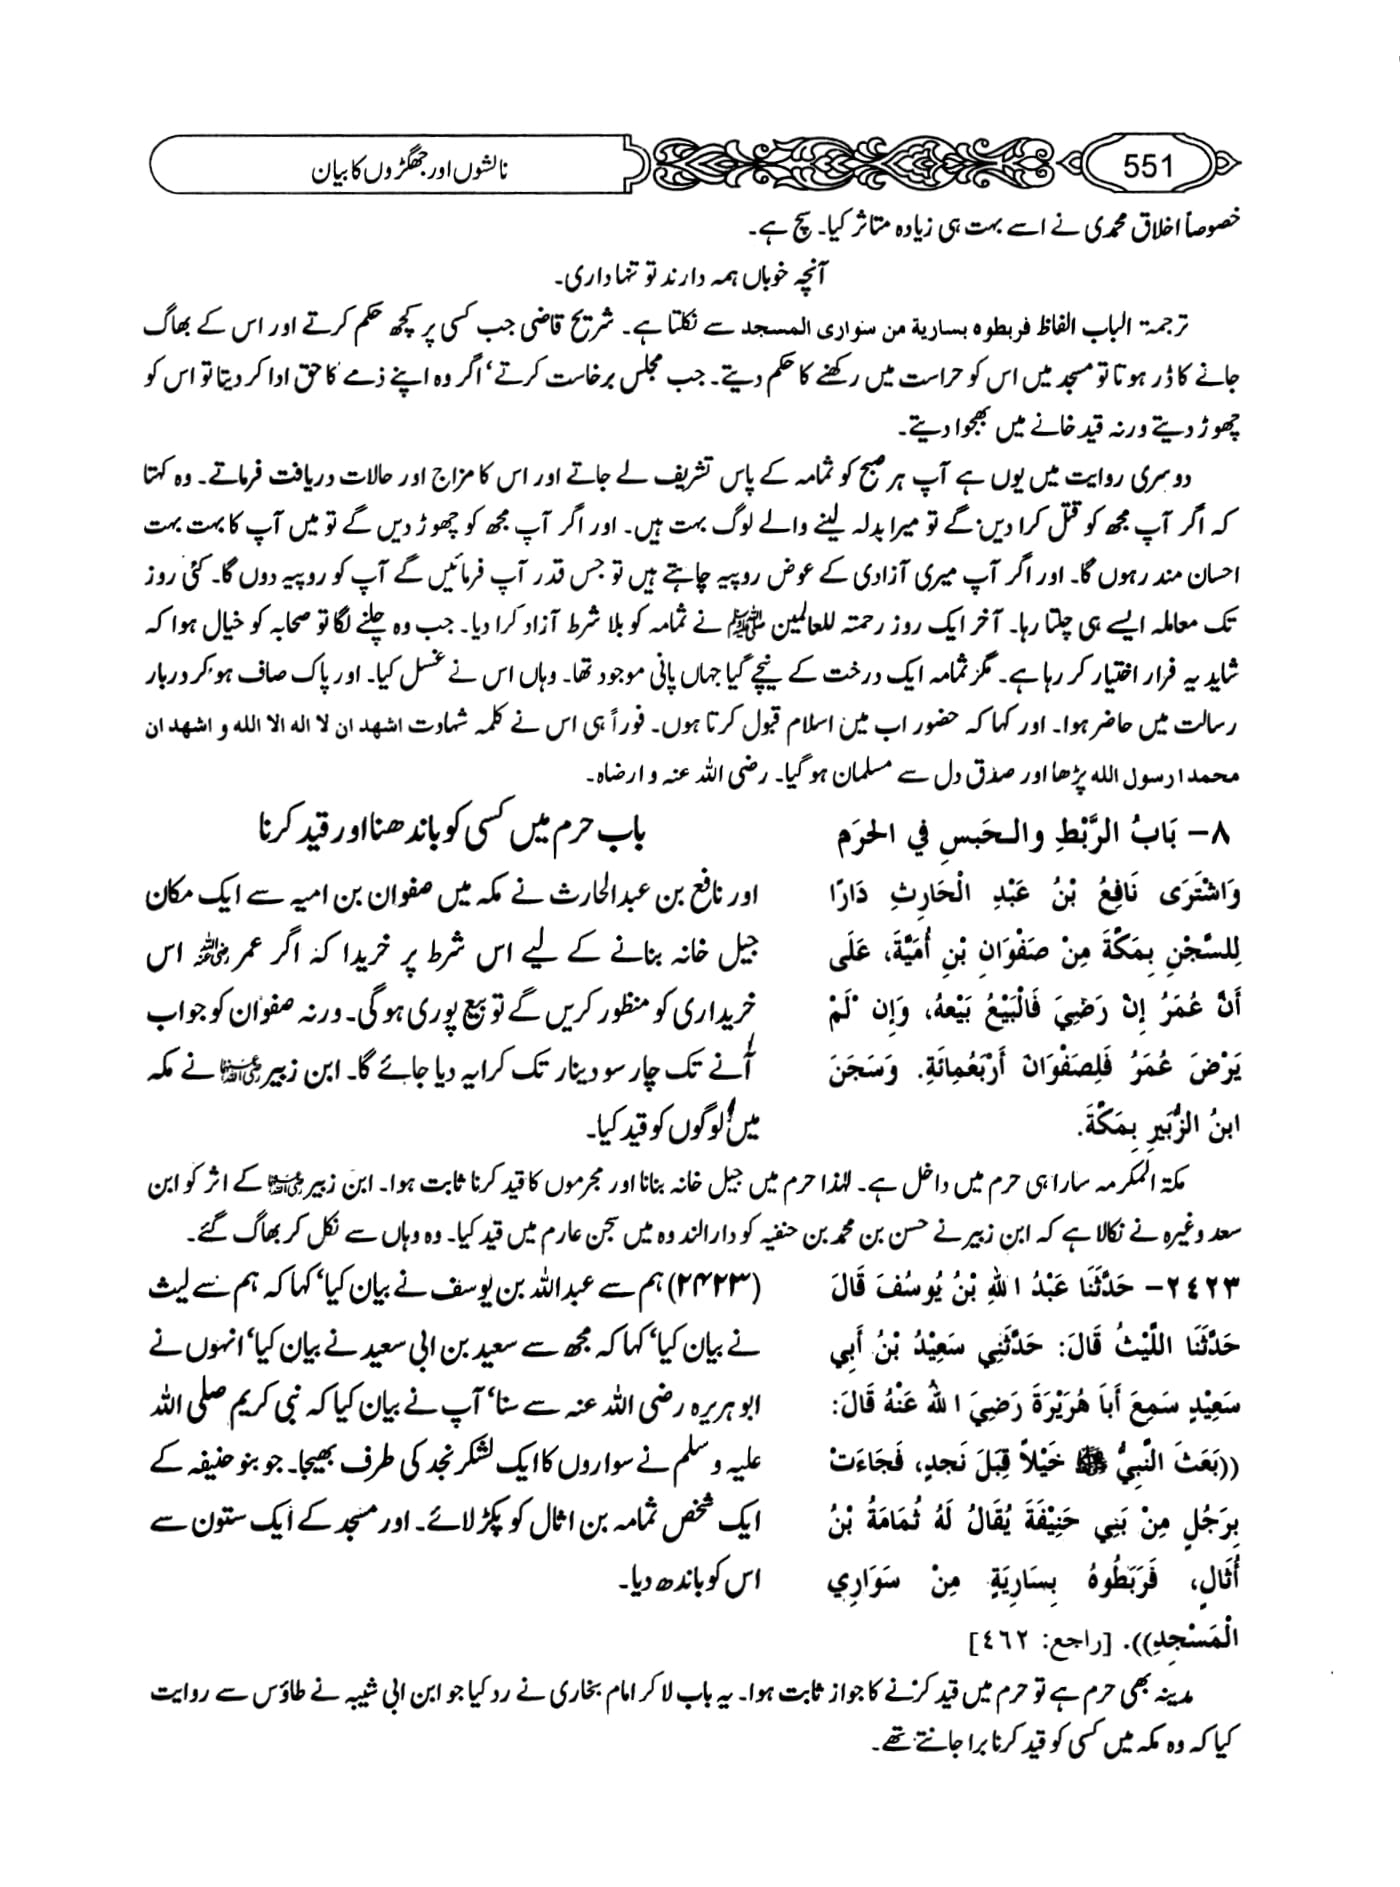 551
نالشوں اور جھگڑوں کا بیان
خصوصاً اخلاق محمدی نے اسے بہت ہی زیادہ متاثر کیا۔ سچ ہے۔
آنچہ خوباں ہمہ دارند تو تنہا داری۔
ترجمۃ الباب الفاظ فربطوه بسارية من سوارى المسجد سے نکلتا ہے۔ شریح قاضی جب کسی پر کچھ حکم کرتے اور اس کے بھاگ
جانے کا ڈر ہوتا تو مسجد میں اس کو حراست میں رکھنے کا حکم دیتے۔ جب مجلس برخاست کرتے‘ اگر وہ اپنے ذمے کا حق ادا کر دیتا تو اس کو
چھوڑ دیتے ورنہ قید خانے میں بھجوا دیتے۔
دوسری روایت میں یوں ہے آپ ہر صبح کو ثمامہ کے پاس تشریف لے جاتے اور اس کا مزاج اور حالات دریافت فرماتے۔ وہ کہتا
کہ اگر آپ مجھ کو قتل کرا دیں گے تو میرا بدلہ لینے والے لوگ بہت ہیں۔ اور اگر آپ مجھ کو چھوڑ دیں گے تو میں آپ کا بہت بہت
احسان مند رہوں گا۔ اور اگر آپ میری آزادی کے عوض روپیہ چاہتے ہیں تو جس قدر آپ فرمائیں گے آپ کو روپیہ دوں گا۔ کئی روز
تک معاملہ ایسے ہی چلتا رہا۔ آخر ایک روز رحمتہ للعالمین ﷺ نے ثمامہ کو بلا شرط آزاد کرا دیا۔ جب وہ چلنے لگا تو صحابہ کو خیال ہوا کہ
شاید یہ فرار اختیار کر رہا ہے۔ مگر ثمامہ ایک درخت کے نیچے گیا جہاں پانی موجود تھا۔ وہاں اس نے غسل کیا۔ اور پاک صاف ہو کر دربار
رسالت میں حاضر ہوا۔ اور کہا کہ حضور اب میں اسلام قبول کرتا ہوں۔ فوراً ہی اس نے کلمہ شہادت اشهد ان لا اله الا الله و اشهد ان
محمدا رسول الله پڑھا اور صدق دل سے مسلمان ہو گیا۔ رضی اللہ عنہ و ارضاہ۔
٨- بَابُ الرَّبْطِ والـحَبسِ فِي الحَرَمِ
وَاشْتَرَى نَافِعُ بْنُ عَبْدِ الْحَارِثِ دَارًا
لِلسِّجْنِ بِمَكَّةَ مِنْ صَفْوَانِ بْنِ أُمَيَّةَ، عَلَى
أَنَّ عُمَرَ إِنْ رَضِيَ فَالْبَيْعُ بَيْعَهُ، وَإِن لَمْ
يَرْضَ عُمَرُ فَلِصَفْوَانَ أَرْبَعُمِائَةِ. وَسَجَنَ
ابنُ الزُّبَيرِ بِمَكَّةَ.
باب حرم میں کسی کو باندھنا اور قید کرنا
اور نافع بن عبدالحارث نے مکہ میں صفوان بن امیہ سے ایک مکان
جیل خانہ بنانے کے لیے اس شرط پر خریدا کہ اگر عمر رضی اللہ عنہ اس
خریداری کو منظور کریں گے تو بیع پوری ہوگی۔ ورنہ صفوان کو جواب
آنے تک چار سو دینار تک کرایہ دیا جائے گا۔ ابن زبیر رضی اللہ عنہما نے مکہ
میں لوگوں کو قید کیا۔
مکۃ المکرمہ سارا ہی حرم میں داخل ہے۔ لہٰذا حرم میں جیل خانہ بنانا اور مجرموں کا قید کرنا ثابت ہوا۔ ابن زبیر رضی اللہ عنہما کے اثر کو ابن
سعد وغیرہ نے نکالا ہے کہ ابن زبیر نے حسن بن محمد بن حنفیہ کو دارالندوہ میں سجن عارم میں قید کیا۔ وہ وہاں سے نکل کر بھاگ گئے۔
٢٤٢٣- حَدَّثَنَا عَبْدُ اللهِ بْنُ يُوسُفَ قَالَ
حَدَّثَنَا اللَّيْثُ قَالَ: حَدَّثَنِي سَعِيْدُ بْنُ أَبِي
سَعِيْدٍ سَمِعَ أَبَا هُرَيْرَةَ رَضِيَ اللهُ عَنْهُ قَالَ:
((بَعَثَ النَّبِيُّ ﷺ خَيْلاً قِبَلَ نَجدٍ، فَجَاءَتْ
بِرَجُلٍ مِنْ بَنِي حَنِيْفَةَ يُقَالُ لَهُ ثُمَامَةُ بْنُ
أُثَالٍ، فَرَبَطُوهُ بِسَارِيَةٍ مِنْ سَوَارِي
الْمَسْجِدِ)). [راجع: ٤٦٢]
(۲۴۲۳) ہم سے عبداللہ بن یوسف نے بیان کیا‘ کہا کہ ہم سے لیث
نے بیان کیا‘ کہا کہ مجھ سے سعید بن ابی سعید نے بیان کیا‘ انہوں نے
ابو ہریرہ رضی اللہ عنہ سے سنا‘ آپ نے بیان کیا کہ نبی کریم صلی اللہ
علیہ وسلم نے سواروں کا ایک لشکر نجد کی طرف بھیجا۔ جو بنو حنیفہ کے
ایک شخص ثمامہ بن اثال کو پکڑ لائے۔ اور مسجد کے ایک ستون سے
اس کو باندھ دیا۔
مدینہ بھی حرم ہے تو حرم میں قید کرنے کا جواز ثابت ہوا۔ یہ باب لا کر امام بخاری نے رد کیا جو ابن ابی شیبہ نے طاؤس سے روایت
کیا کہ وہ مکہ میں کسی کو قید کرنا برا جانتے تھے۔